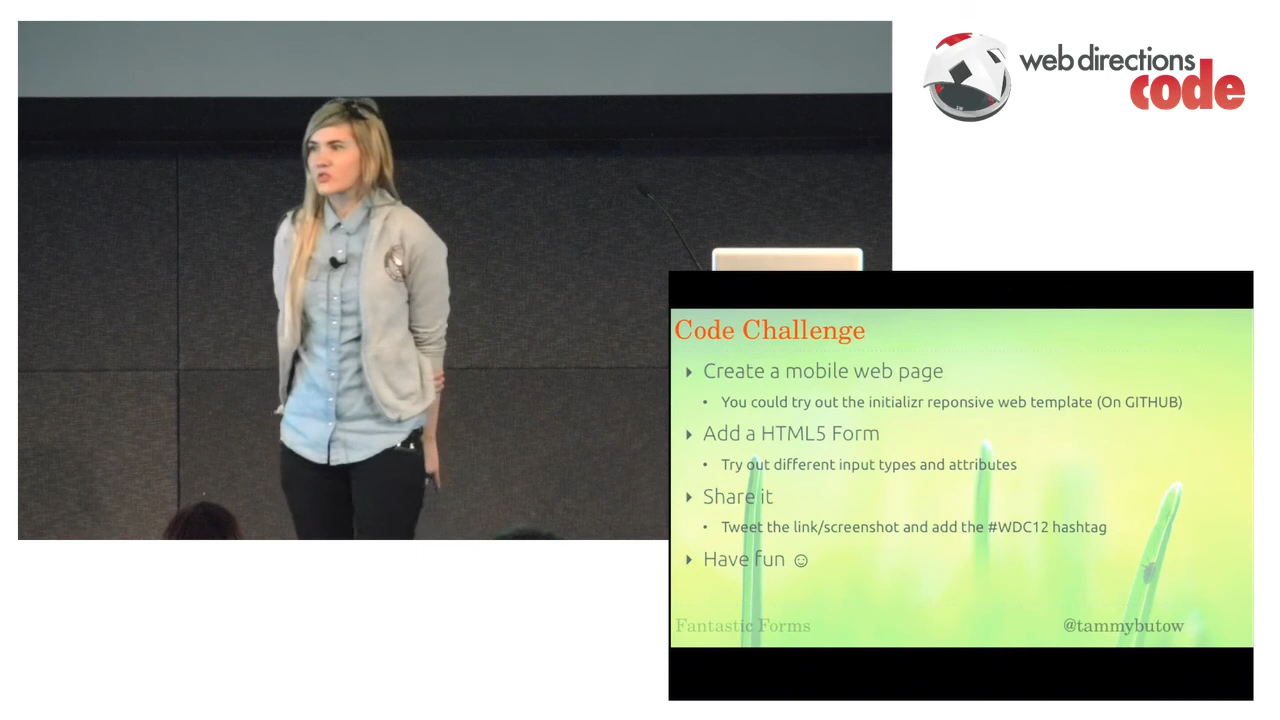 web directions
code
Code Challenge
Create a mobile web page
• You could try out the initializr reponsive web template (On GITHUB)
Add a HTML5 Form
• Try out different input types and attributes
Share it
• Tweet the link/screenshot and add the #WDC12 hashtag
Have fun ☺
Fantastic Forms
@tammybutow